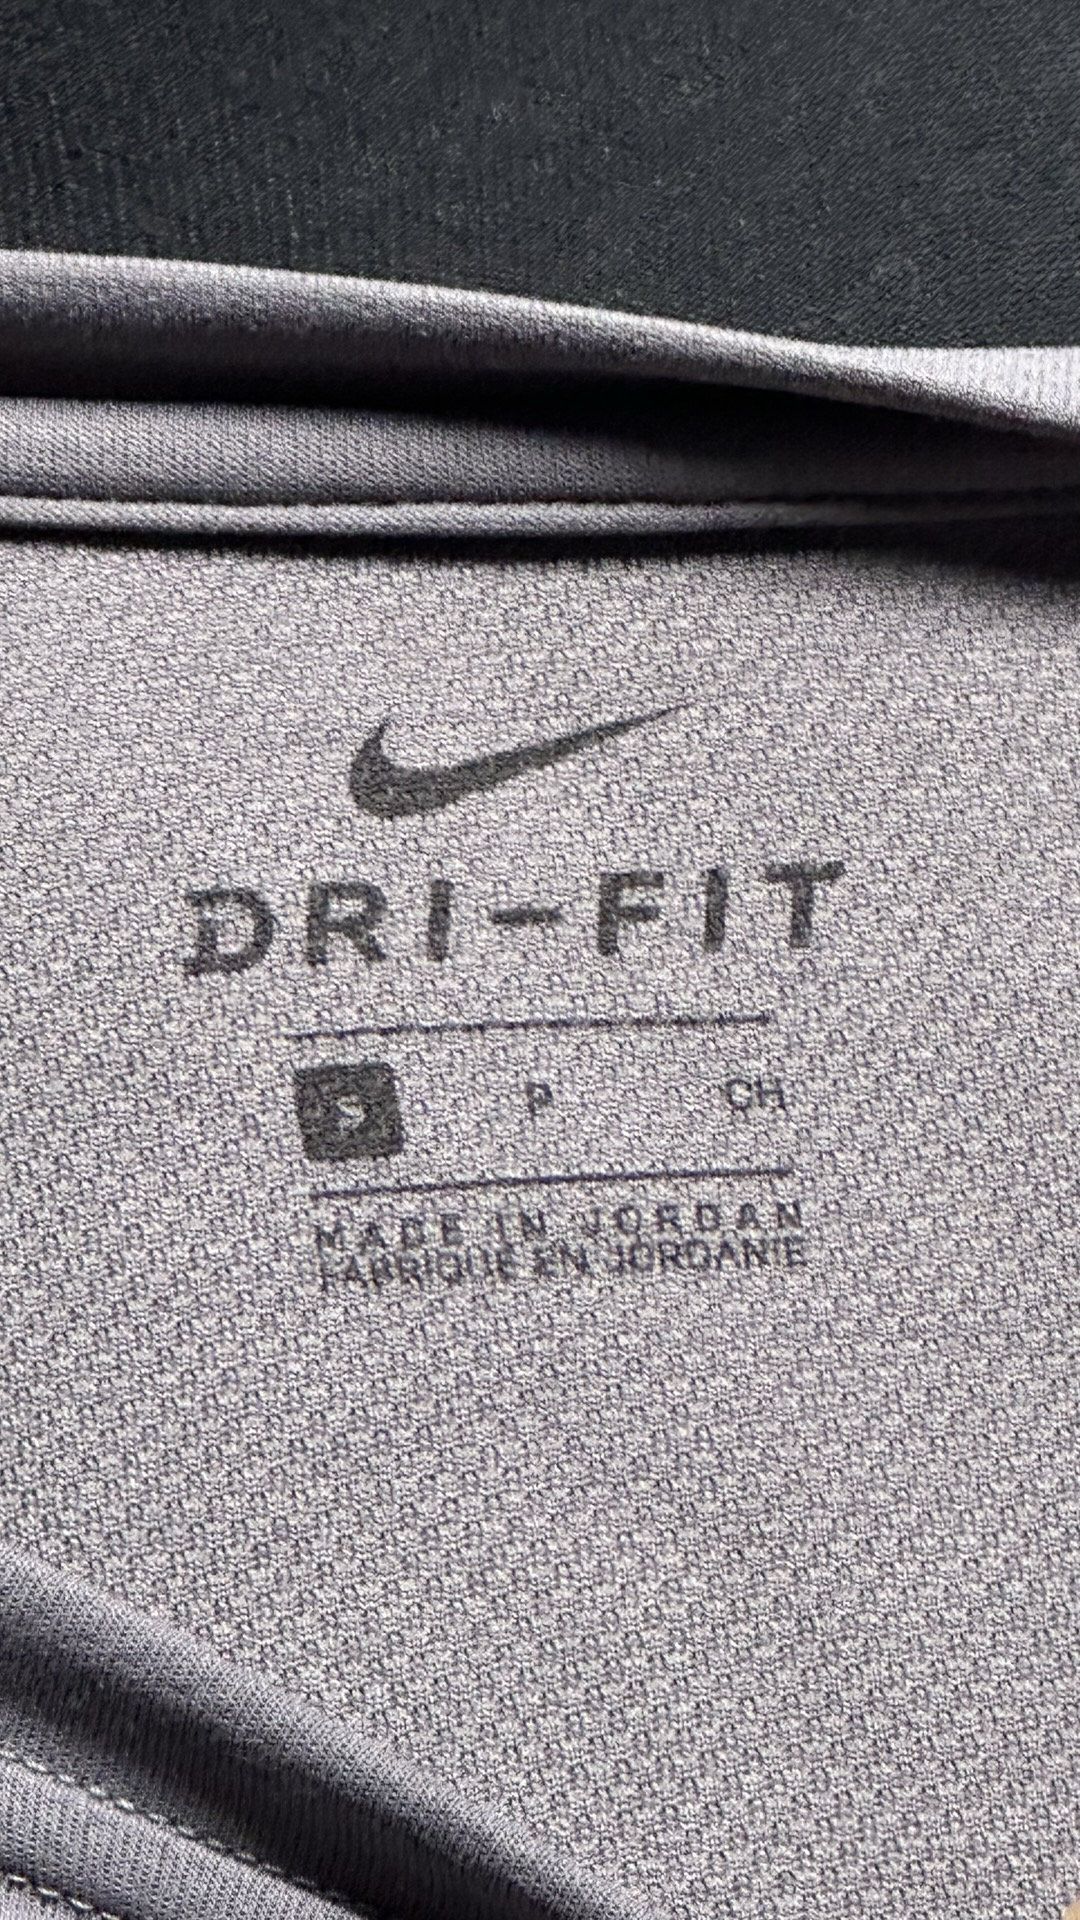 DRI-FIT
S P CH
MADE IN JORDAN
FABRIQUE EN JORDANIE